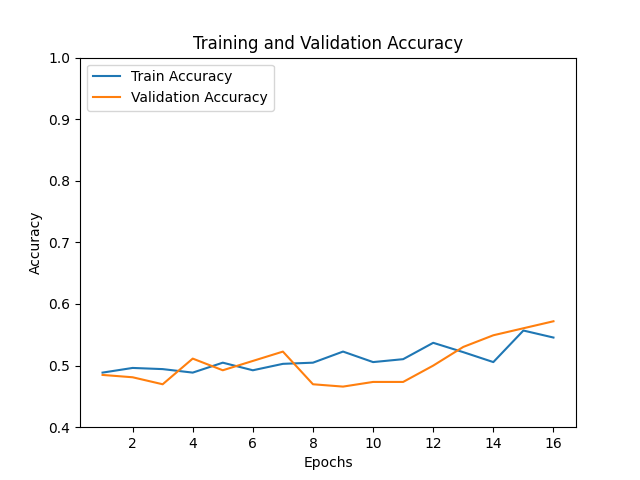 Training and Validation Accuracy
Train Accuracy
Validation Accuracy
Accuracy
1.0
0.9
0.8
0.7
0.6
0.5
0.4
2 4 6 8 10 12 14 16
Epochs